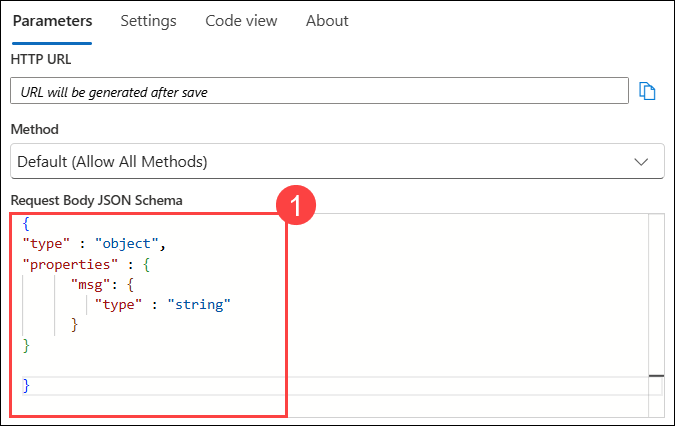 Parameters Settings Code view About
HTTP URL
URL will be generated after save
Method
Default (Allow All Methods)
Request Body JSON Schema
1
{
"type" : "object",
"properties" : {
"msg": {
"type" : "string"
}
}
}